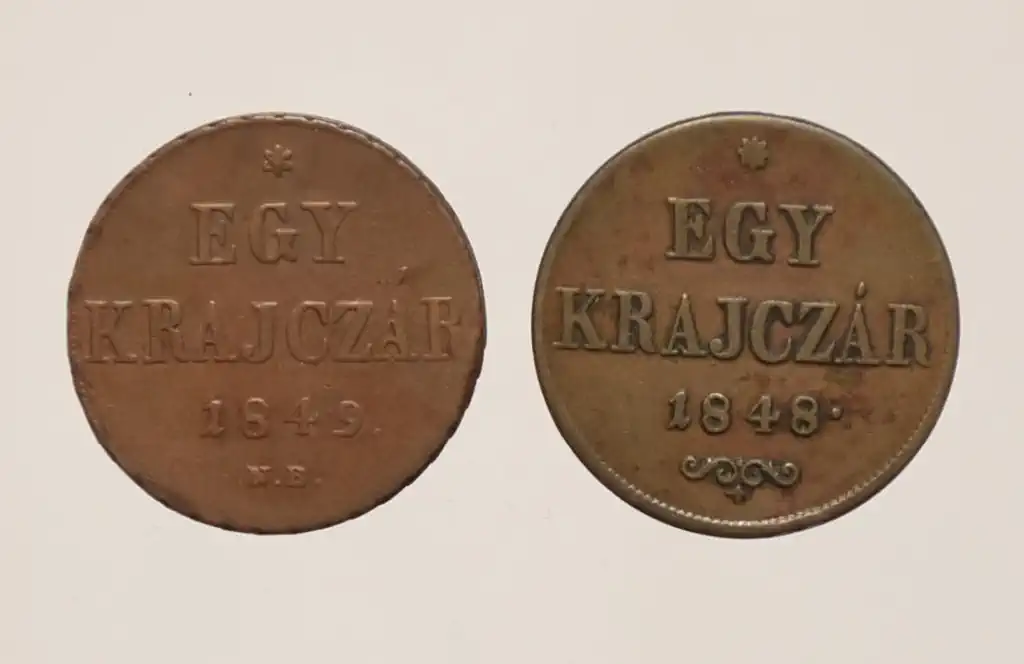 EGY
KRAJCZÁR
1849.
N.B.
EGY
KRAJCZÁR
1848.